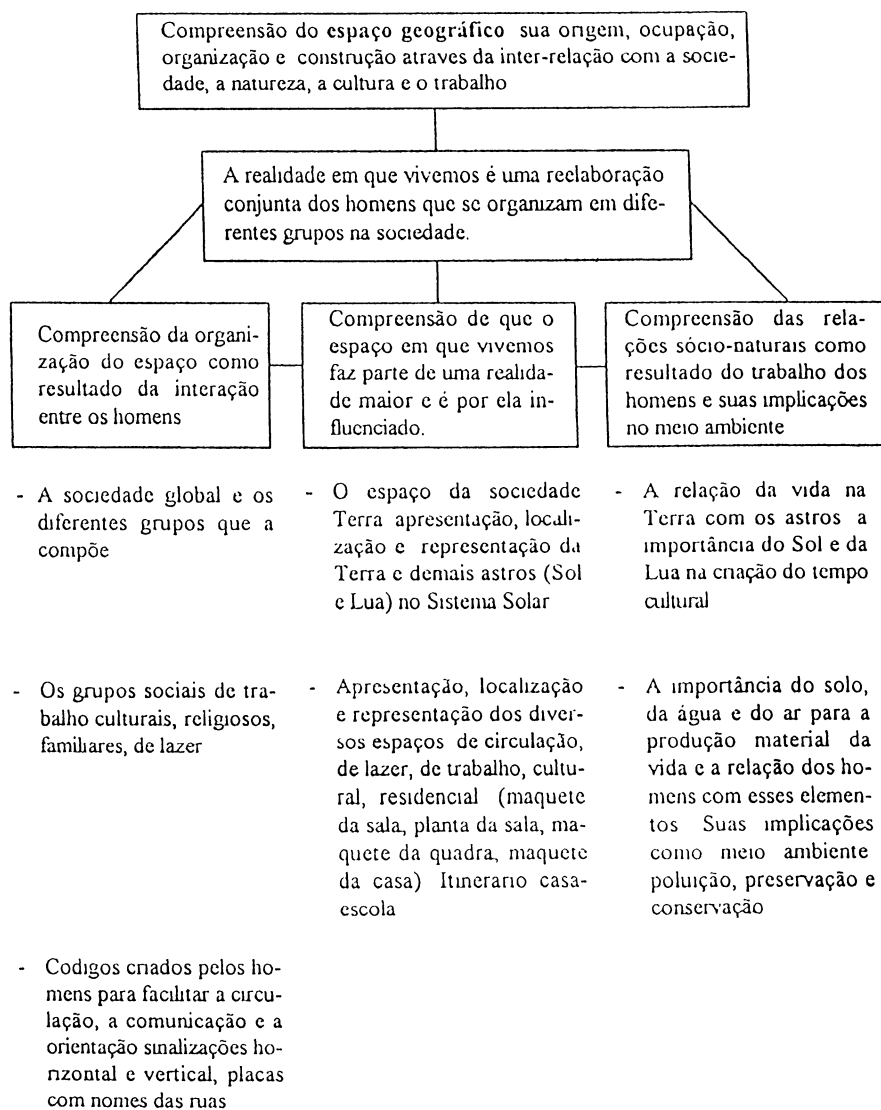 Compreensão do espaço geográfico sua origem, ocupação,
organização e construção atraves da inter-relação com a socie-
dade, a natureza, a cultura e o trabalho
A realidade em que vivemos é uma reelaboração
conjunta dos homens que se organizam em dife-
rentes grupos na sociedade.
Compreensão da organi-
zação do espaço como
resultado da interação
entre os homens
Compreensão de que o
espaço em que vivemos
faz parte de uma realida-
de maior e é por ela in-
fluenciado.
Compreensão das rela-
ções sócio-naturais como
resultado do trabalho dos
homens e suas implicações
no meio ambiente
- A sociedade global e os
diferentes grupos que a
compõe
- O espaço da sociedade
Terra apresentação, locali-
zação e representação da
Terra e demais astros (Sol
e Lua) no Sistema Solar
- A relação da vida na
Terra com os astros a
importância do Sol e da
Lua na criação do tempo
cultural
- Os grupos sociais de tra-
balho culturais, religiosos,
familiares, de lazer
- Apresentação, localização
e representação dos diver-
sos espaços de circulação,
de lazer, de trabalho, cultu-
ral, residencial (maquete
da sala, planta da sala, ma-
quete da quadra, maquete
da casa) Itinerario casa-
escola
- A importância do solo,
da água e do ar para a
produção material da
vida e a relação dos ho-
mens com esses elemen-
tos Suas implicações
como meio ambiente
poluição, preservação e
conservação
- Codigos criados pelos ho-
mens para facilitar a circu-
lação, a comunicação e a
orientação sinalizações ho-
rizontal e vertical, placas
com nomes das ruas